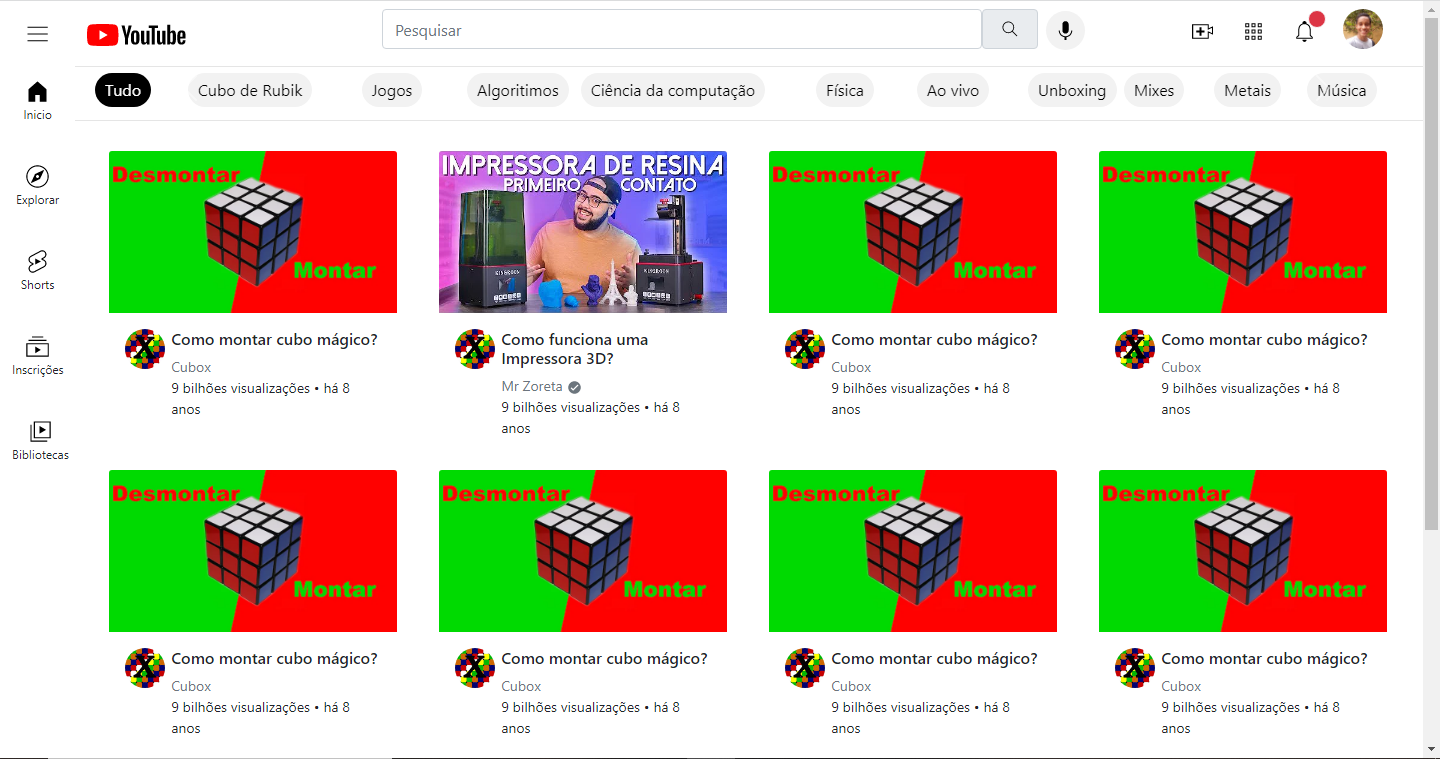 YouTube
Pesquisar
Tudo
Cubo de Rubik
Jogos
Algoritimos
Ciência da computação
Física
Ao vivo
Unboxing
Mixes
Metais
Música
Inicio
Explorar
Shorts
Inscrições
Bibliotecas
Desmontar
Montar
Como montar cubo mágico?
Cubox
9 bilhões visualizações • há 8
anos
IMPRESSORA DE RESINA
PRIMEIRO CONTATO
KINGROON
Como funciona uma
Impressora 3D?
Mr Zoreta
9 bilhões visualizações • há 8
anos
Desmontar
Montar
Como montar cubo mágico?
Cubox
9 bilhões visualizações • há 8
anos
Desmontar
Montar
Como montar cubo mágico?
Cubox
9 bilhões visualizações • há 8
anos
Desmontar
Montar
Como montar cubo mágico?
Cubox
9 bilhões visualizações • há 8
anos
Desmontar
Montar
Como montar cubo mágico?
Cubox
9 bilhões visualizações • há 8
anos
Desmontar
Montar
Como montar cubo mágico?
Cubox
9 bilhões visualizações • há 8
anos
Desmontar
Montar
Como montar cubo mágico?
Cubox
9 bilhões visualizações • há 8
anos